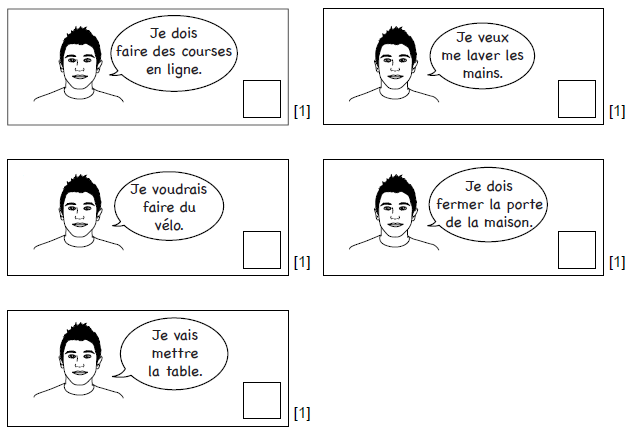 Je dois
faire des courses
en ligne.
[1]
Je veux
me laver les
mains.
[1]
Je voudrais
faire du
vélo.
[1]
Je dois
fermer la porte
de la maison.
[1]
Je vais
mettre
la table.
[1]